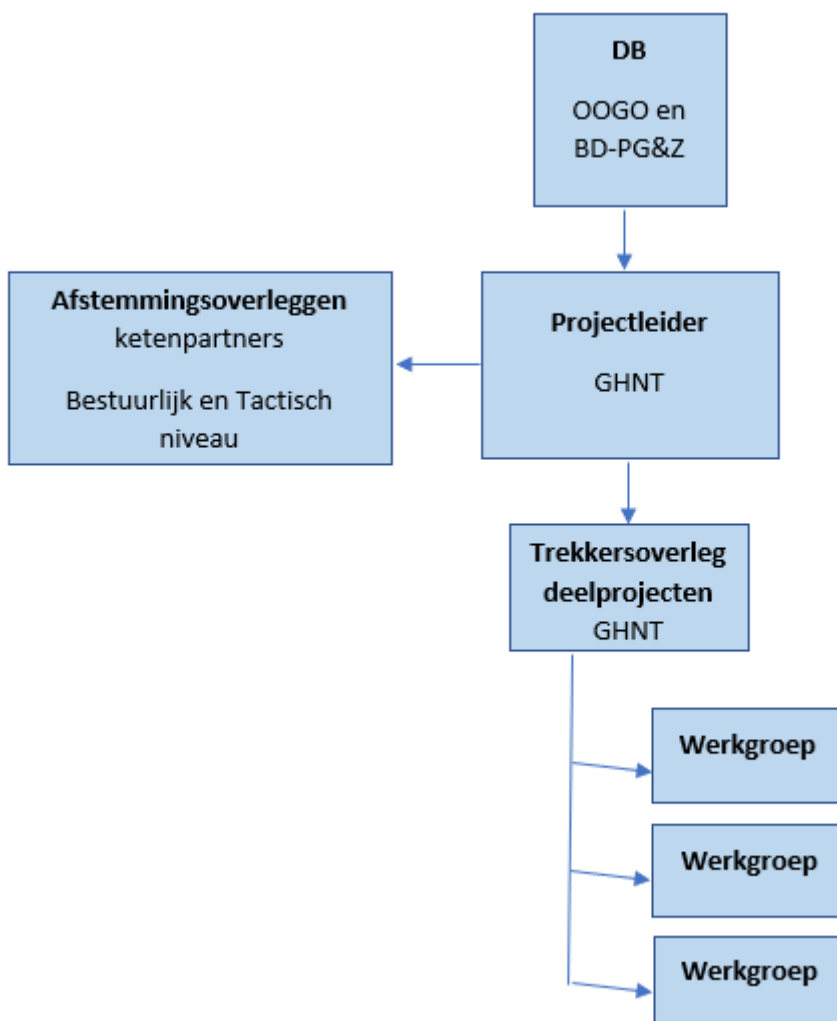 DB
OOGO en
BD-PG&Z
Afstemmingsoverleggen
ketenpartners
Bestuurlijk en Tactisch
niveau
Projectleider
GHNT
Trekkersoverleg
deelprojecten
GHNT
Werkgroep
Werkgroep
Werkgroep